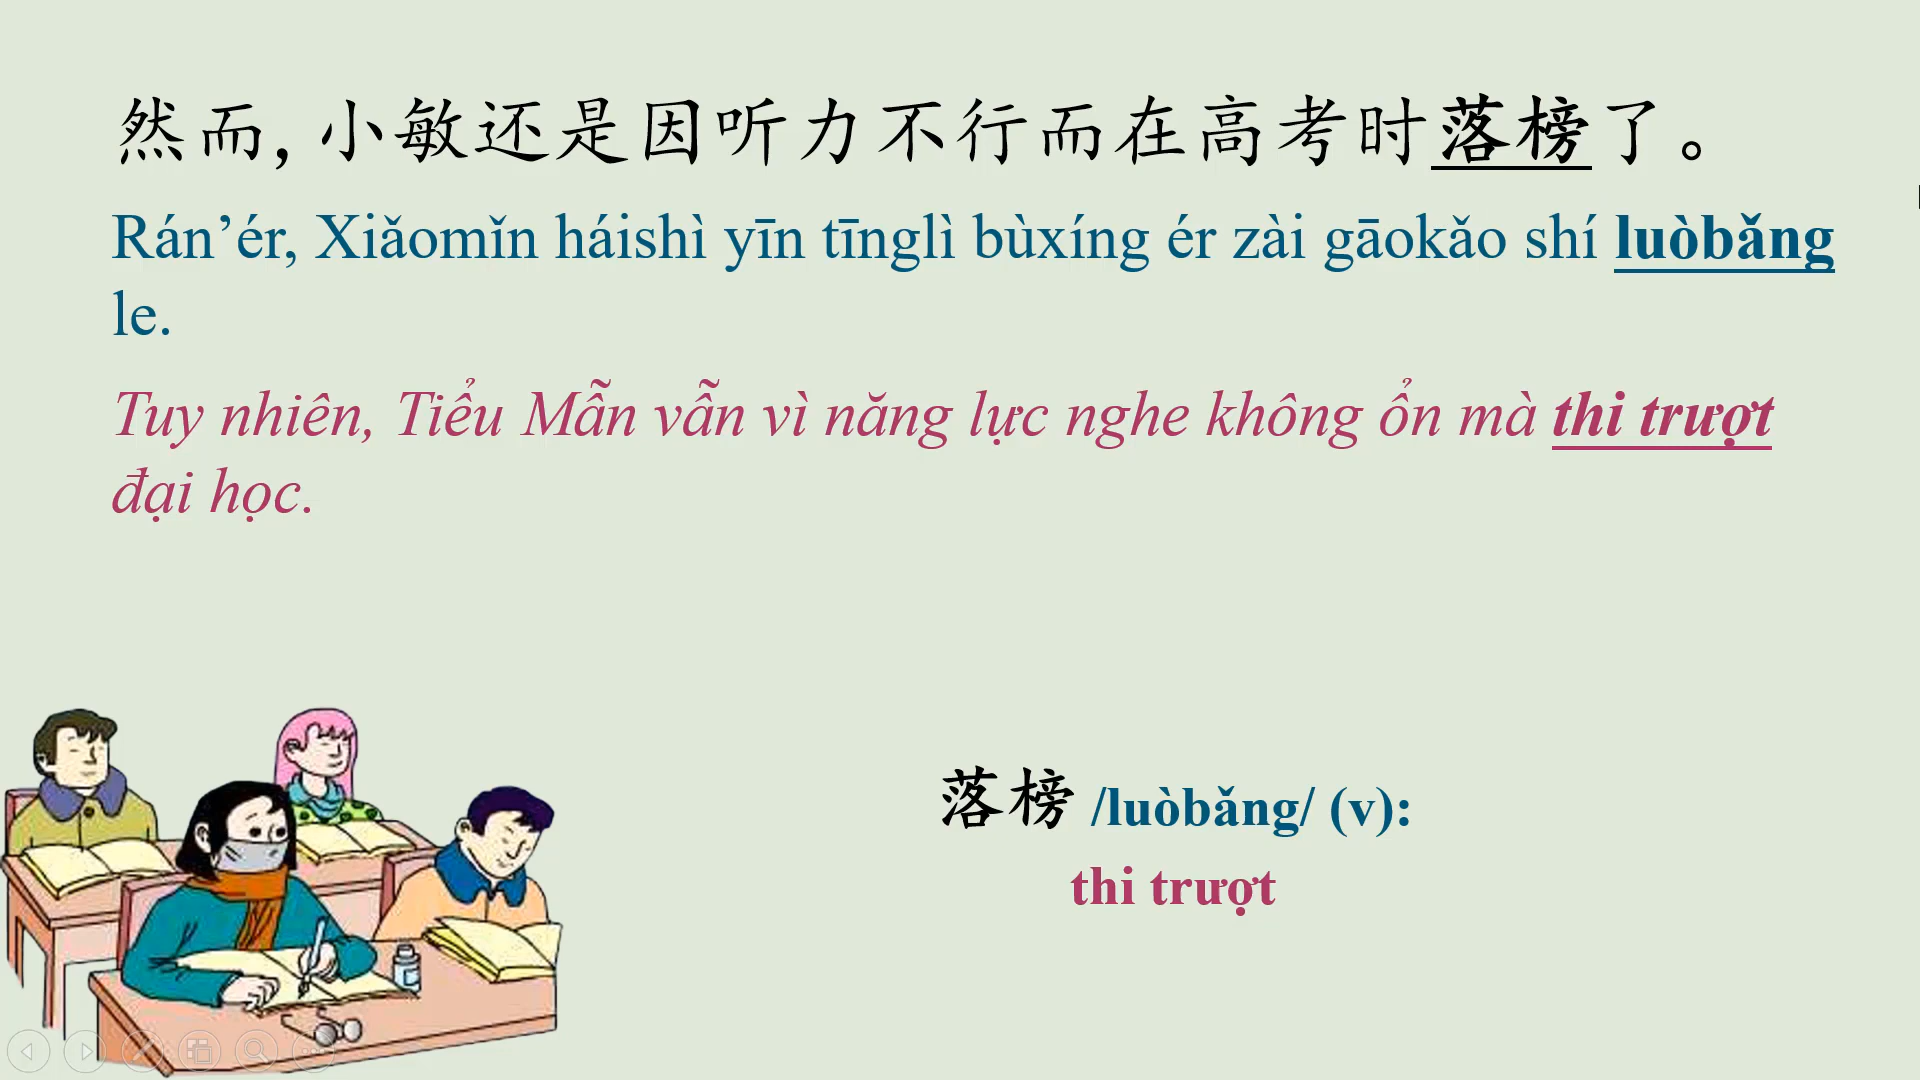 然而, 小敏还是因听力不行而在高考时落榜了。
Rán’ér, Xiǎomǐn háishì yīn tīnglì bùxíng ér zài gāokǎo shí luòbǎng
le.
Tuy nhiên, Tiểu Mẫn vẫn vì năng lực nghe không ổn mà thi trượt
đại học.
落榜 /luòbǎng/ (v):
thi trượt